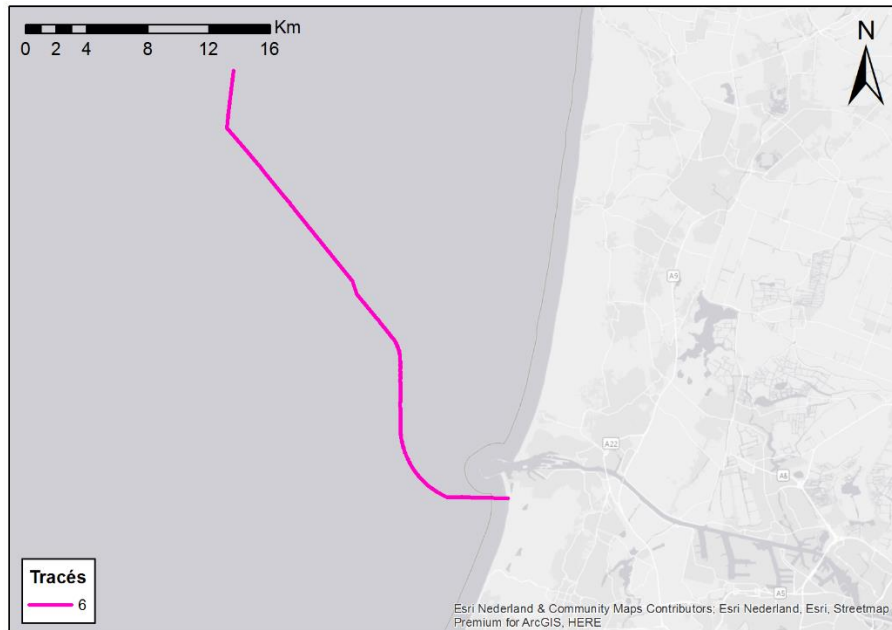 Km
0 2 4 8 12 16
N
A9
A22
A8
A5
Tracés
6
Esri Nederland & Community Maps Contributors; Esri Nederland, Esri, Streetmap
Premium for ArcGIS, HERE